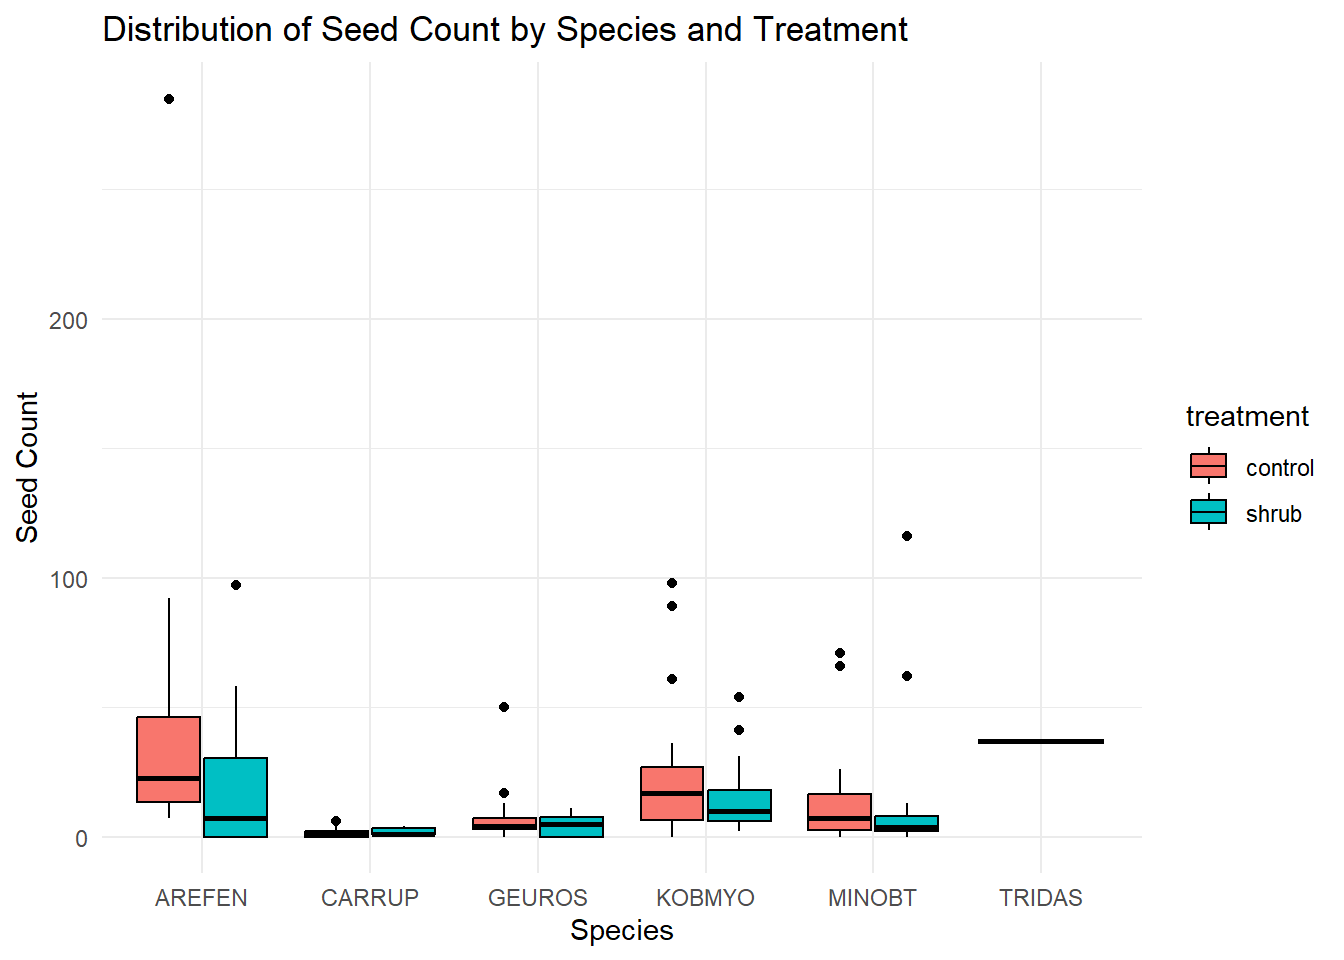 Distribution of Seed Count by Species and Treatment
Seed Count
200
100
0
AREFEN CARRUP GEUROS KOBMYO MINOBT TRIDAS
Species
treatment
control
shrub